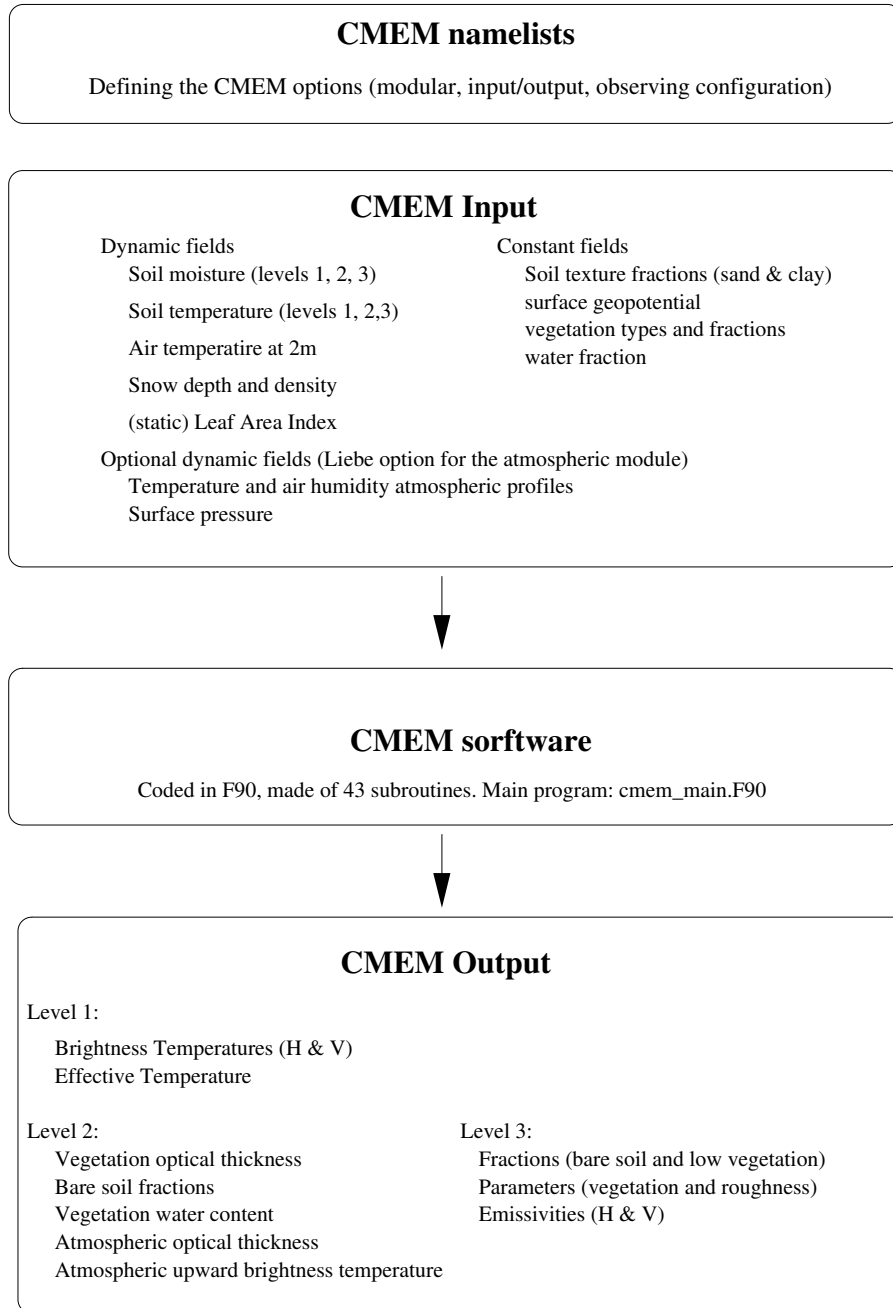 CMEM namelists
Defining the CMEM options (modular, input/output, observing configuration)
CMEM Input
Dynamic fields
Soil moisture (levels 1, 2, 3)
Soil temperature (levels 1, 2,3)
Air temperatire at 2m
Snow depth and density
(static) Leaf Area Index
Constant fields
Soil texture fractions (sand & clay)
surface geopotential
vegetation types and fractions
water fraction
Optional dynamic fields (Liebe option for the atmospheric module)
Temperature and air humidity atmospheric profiles
Surface pressure
CMEM sorftware
Coded in F90, made of 43 subroutines. Main program: cmem_main.F90
CMEM Output
Level 1:
Brightness Temperatures (H & V)
Effective Temperature
Level 2:
Vegetation optical thickness
Bare soil fractions
Vegetation water content
Atmospheric optical thickness
Atmospheric upward brightness temperature
Level 3:
Fractions (bare soil and low vegetation)
Parameters (vegetation and roughness)
Emissivities (H & V)